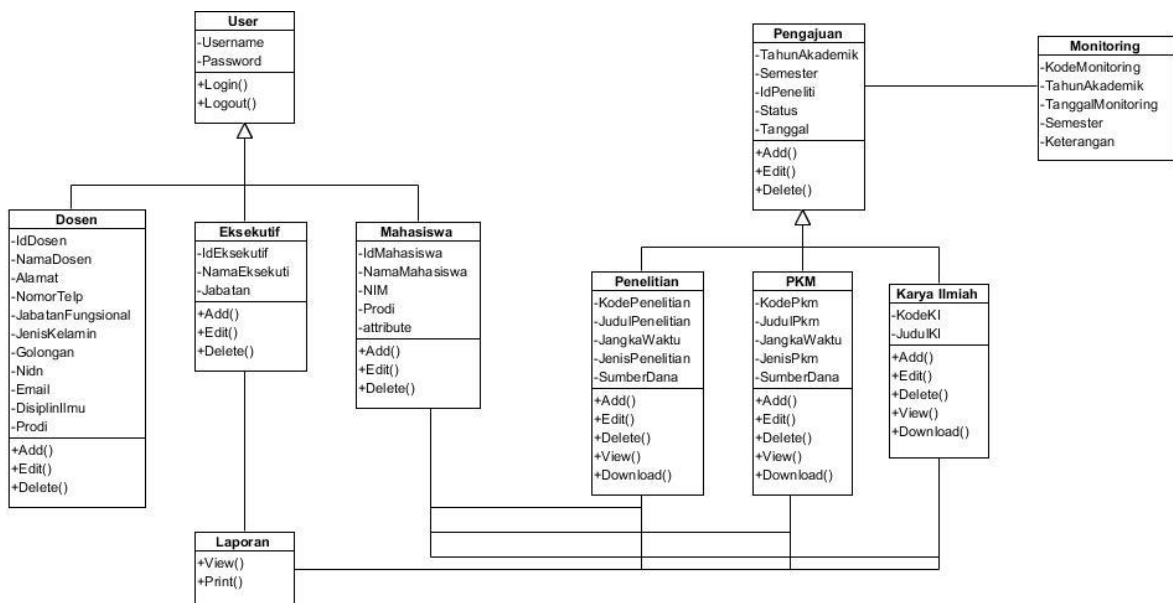 User
-Username
-Password
+Login()
+Logout()
Pengajuan
-TahunAkademik
-Semester
-IdPeneliti
-Status
-Tanggal
+Add()
+Edit()
+Delete()
Monitoring
-KodeMonitoring
-TahunAkademik
-TanggalMonitoring
-Semester
-Keterangan
Dosen
-IdDosen
-NamaDosen
-Alamat
-NomorTelp
-JabatanFungsional
-JenisKelamin
-Golongan
-Nidn
-Email
-DisiplinIlmu
-Prodi
+Add()
+Edit()
+Delete()
Eksekutif
-IdEksekutif
-NamaEksekuti
-Jabatan
+Add()
+Edit()
+Delete()
Mahasiswa
-IdMahasiswa
-NamaMahasiswa
-NIM
-Prodi
-attribute
+Add()
+Edit()
+Delete()
Penelitian
-KodePenelitian
-JudulPenelitian
-JangkaWaktu
-JenisPenelitian
-SumberDana
+Add()
+Edit()
+Delete()
+View()
+Download()
PKM
-KodePkm
-JudulPkm
-JangkaWaktu
-JenisPkm
-SumberDana
+Add()
+Edit()
+Delete()
+View()
+Download()
Karya Ilmiah
-KodeKI
-JudulKI
+Add()
+Edit()
+Delete()
+View()
+Download()
Laporan
+View()
+Print()